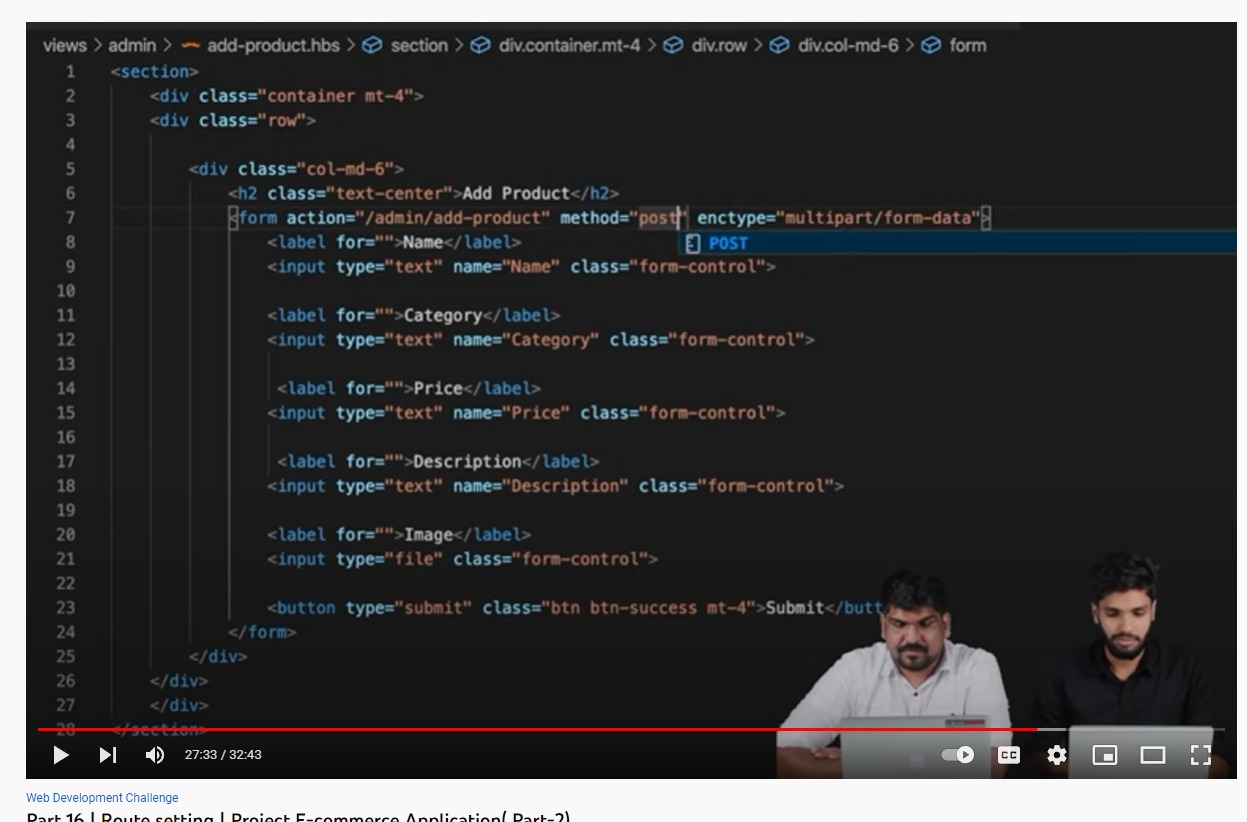 views > admin > add-product.hbs > section > div.container.mt-4 > div.row > div.col-md-6 > form
1 <section>
2 <div class="container mt-4">
3 <div class="row">
4
5 <div class="col-md-6">
6 <h2 class="text-center">Add Product</h2>
7 <form action="/admin/add-product" method="post" enctype="multipart/form-data">
8 <label for="">Name</label>
POST
9 <input type="text" name="Name" class="form-control">
10
11 <label for="">Category</label>
12 <input type="text" name="Category" class="form-control">
13
14 <label for="">Price</label>
15 <input type="text" name="Price" class="form-control">
16
17 <label for="">Description</label>
18 <input type="text" name="Description" class="form-control">
19
20 <label for="">Image</label>
21 <input type="file" class="form-control">
22
23 <button type="submit" class="btn btn-success mt-4">Submit</butt
24 </form>
25 </div>
26 </div>
27 </div>
28 </section>
27:33 / 32:43
CC
Web Development Challenge
Part 16 | Route setting | Project E-commerce Application( Part-2)